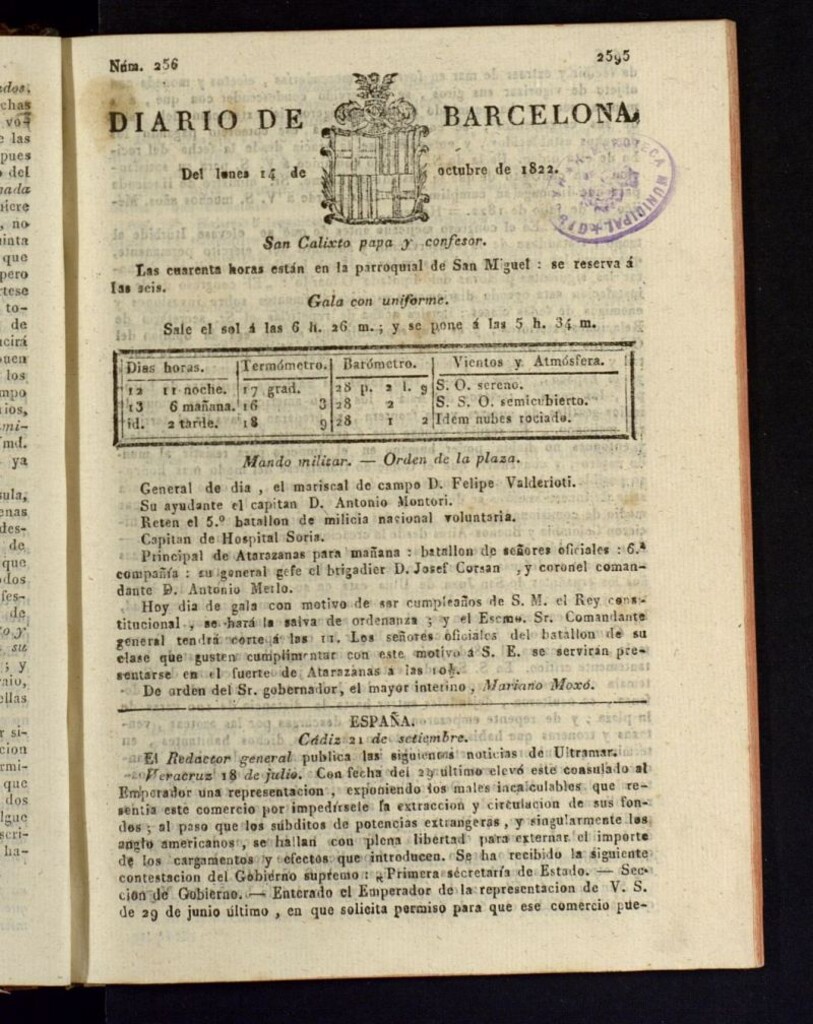 Núm. 256
2595
DIARIO DE BARCELONA,
Del lunes 14 de octubre de 1822.
San Calixto papa y confesor.
Las cuarenta horas están en la parroquial de San Miguel : se reserva á
las seis.
Gala con uniforme.
Sale el sol á las 6 h. 26 m.; y se pone á las 5 h. 34 m.
Dias horas. Termómetro. Barómetro. Vientos y Atmósfera.
12 11 noche. 17 grad. 28 p. 2 l. 9 S. O. sereno.
13 6 mañana. 16 3 28 2 S. S. O. semicubierto.
id. 2 tarde. 18 9 28 1 2 Idem nubes rociado.
Mando militar. — Orden de la plaza.
General de dia , el mariscal de campo D. Felipe Valderioti.
Su ayudante el capitan D. Antonio Montori.
Reten el 5.º batallon de milicia nacional voluntaria.
Capitan de Hospital Soria.
Principal de Atarazanas para mañana : batallon de señores oficiales : 6.ª
compañía : su general gefe el brigadier D. Josef Corsan , y coronel coman-
dante D. Antonio Merlo.
Hoy dia de gala con motivo de ser cumpleaños de S. M. el Rey cons-
titucional , se hará la salva de ordenanza ; y el Escmo. Sr. Comandante
general tendrá corte á las 11. Los señores oficiales del batallon de su
clase que gusten cumplimentar con este motivo á S. E. se servirán pre-
sentarse en el fuerte de Atarazanas a las 10½.
De orden del Sr. gobernador, el mayor interino , Mariano Moxó.
ESPAÑA.
Cádiz 21 de setiembre.
El Redactor general publica las siguientes noticias de Ultramar.
Veracruz 18 de julio. Con fecha del 29 último elevó este consulado al
Emperador una representacion , exponiendo los males incalculables que re-
sentia este comercio por impedírsele la extraccion y circulacion de sus fon-
dos ; al paso que los súbditos de potencias extrangeras , y singularmente los
anglo americanos , se hallan con plena libertad para externar el importe
de los cargamentos y efectos que introducen. Se ha recibido la siguiente
contestacion del Gobierno supremo : „Primera secretaría de Estado. — Sec-
cion de Gobierno. — Enterado el Emperador de la representacion de V. S.
de 29 de junio último , en que solicita permiso para que ese comercio pue-